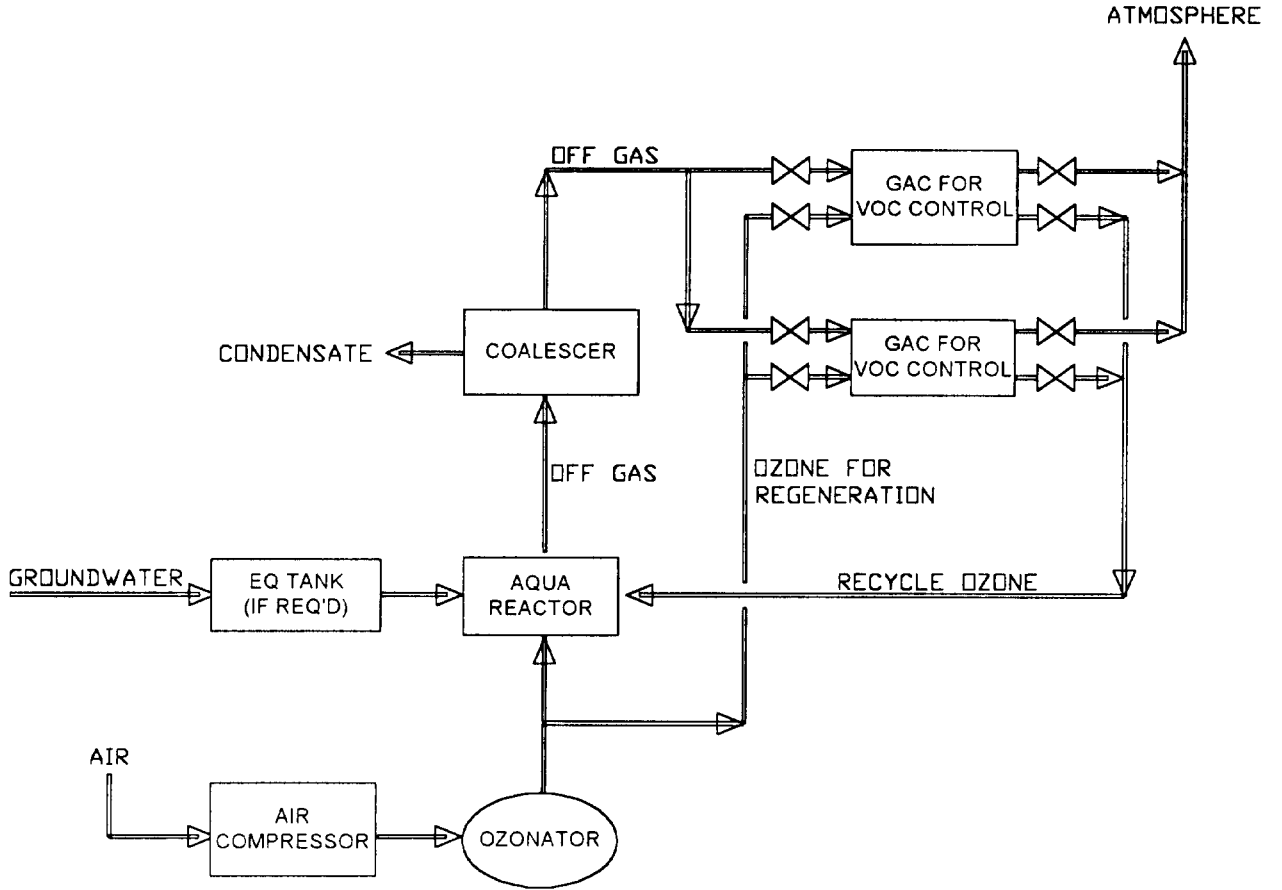 ATMOSPHERE
OFF GAS
GAC FOR
VOC CONTROL
CONDENSATE
COALESCER
GAC FOR
VOC CONTROL
OFF GAS
OZONE FOR
REGENERATION
GROUNDWATER
EQ TANK
(IF REQ'D)
AQUA
REACTOR
RECYCLE OZONE
AIR
AIR
COMPRESSOR
OZONATOR